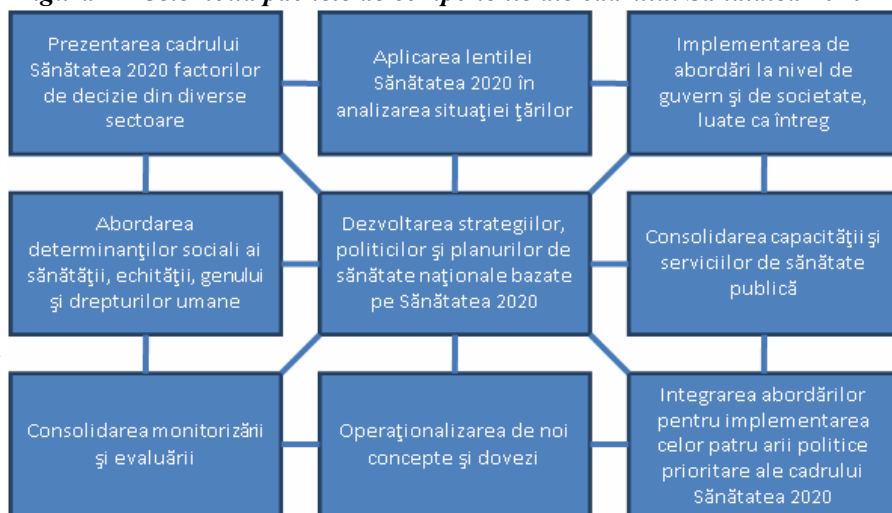 Prezentarea cadrului
Sănătatea 2020 factorilor
de decizie din diverse
sectoare
Aplicarea lentilei
Sănătatea 2020 în
analizarea situaţiei ţărilor
Implementarea de
abordări la nivel de
guvern şi de societate,
luate ca întreg
Abordarea
determinanţilor sociali ai
sănătăţii, echităţii, genului
şi drepturilor umane
Dezvoltarea strategiilor,
politicilor şi planurilor de
sănătate naţionale bazate
pe Sănătatea 2020
Consolidarea capacităţii şi
serviciilor de sănătate
publică
Consolidarea monitorizării
şi evaluării
Operaţionalizarea de noi
concepte şi dovezi
Integrarea abordărilor
pentru implementarea
celor patru arii politice
prioritare ale cadrului
Sănătatea 2020